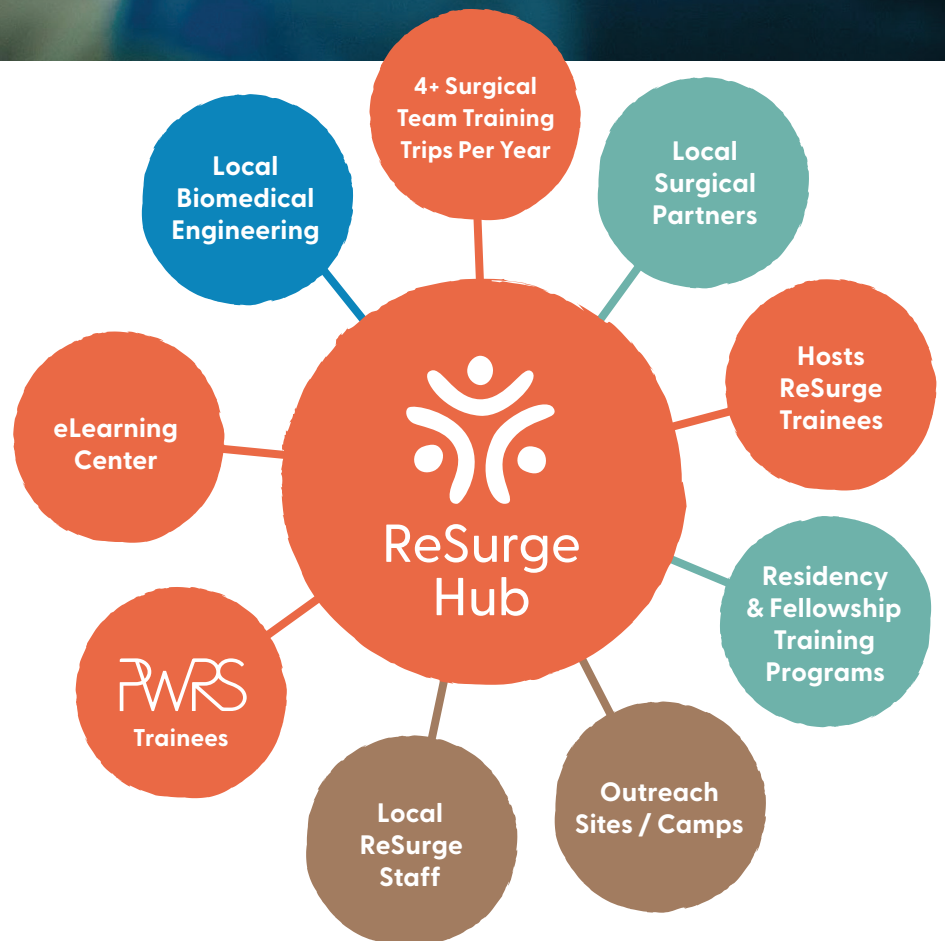 4+ Surgical
Team Training
Trips Per Year
Local
Surgical
Partners
Hosts
ReSurge
Trainees
Residency
& Fellowship
Training
Programs
Outreach
Sites / Camps
Local
ReSurge
Staff
PWRS
Trainees
eLearning
Center
Local
Biomedical
Engineering
ReSurge
Hub